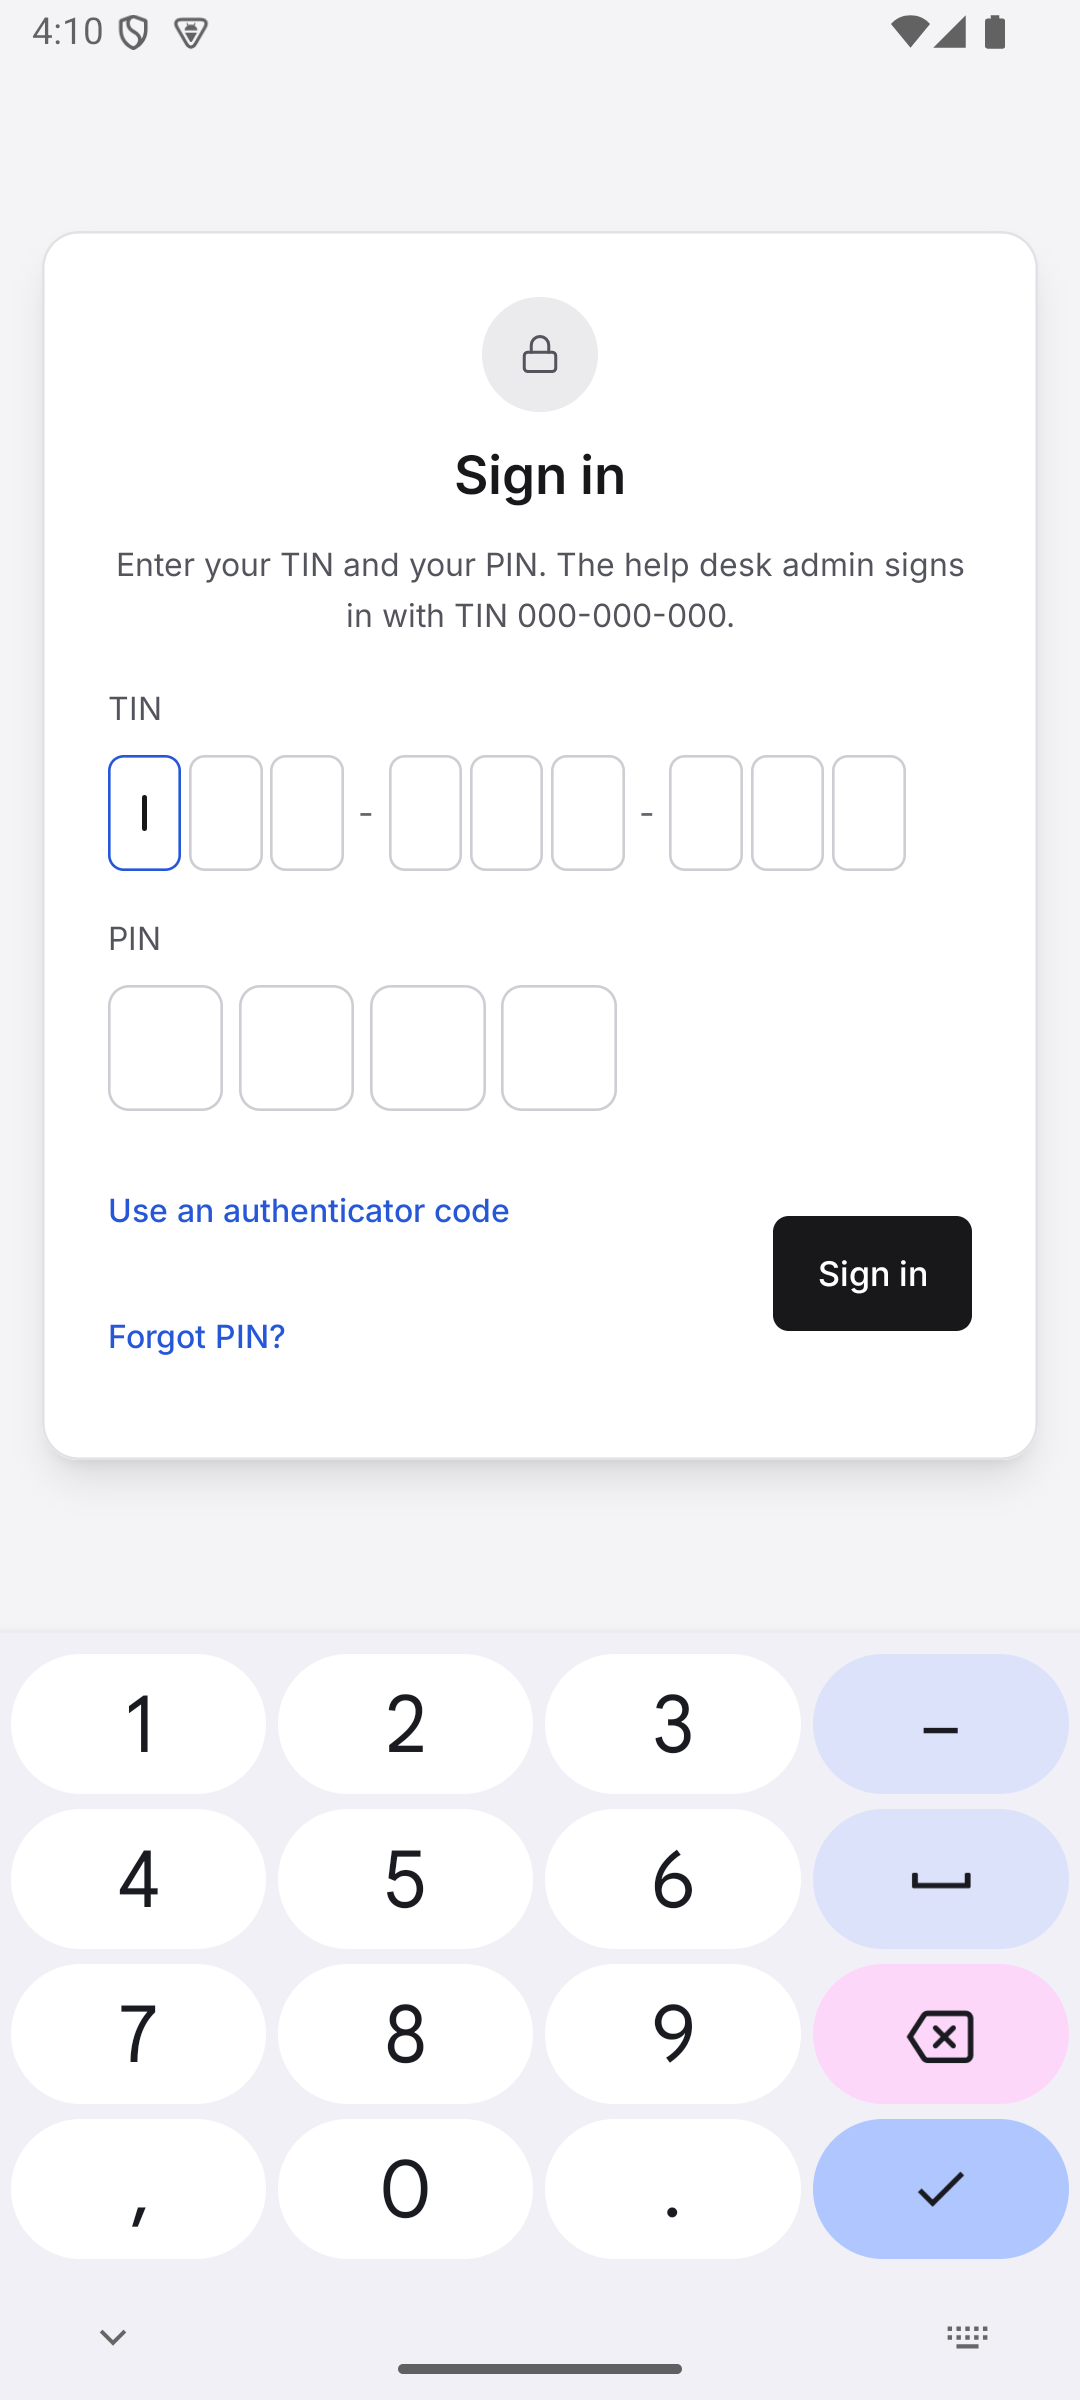 4:10
Sign in
Enter your TIN and your PIN. The help desk admin signs
in with TIN 000-000-000.
TIN
- -
PIN
Use an authenticator code
Sign in
Forgot PIN?
1 2 3 –
4 5 6
7 8 9
, 0 .